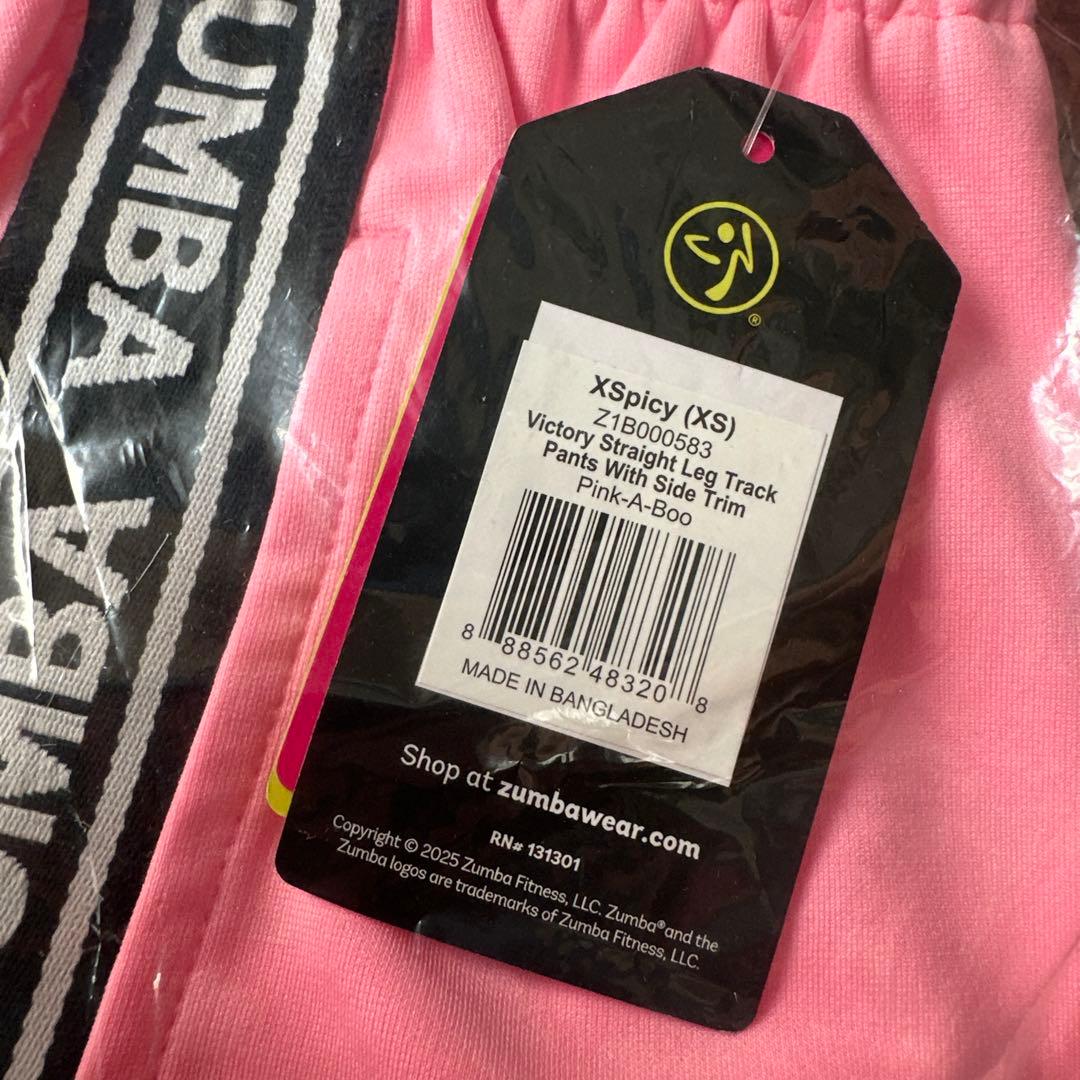 UMBA
UMBA
®
XSpicy (XS)
Z1B000583
Victory Straight Leg Track
Pants With Side Trim
Pink-A-Boo
8 88562 48320 8
MADE IN BANGLADESH
Shop at zumbawear.com
RN# 131301
Copyright © 2025 Zumba Fitness, LLC. Zumba® and the
Zumba logos are trademarks of Zumba Fitness, LLC.